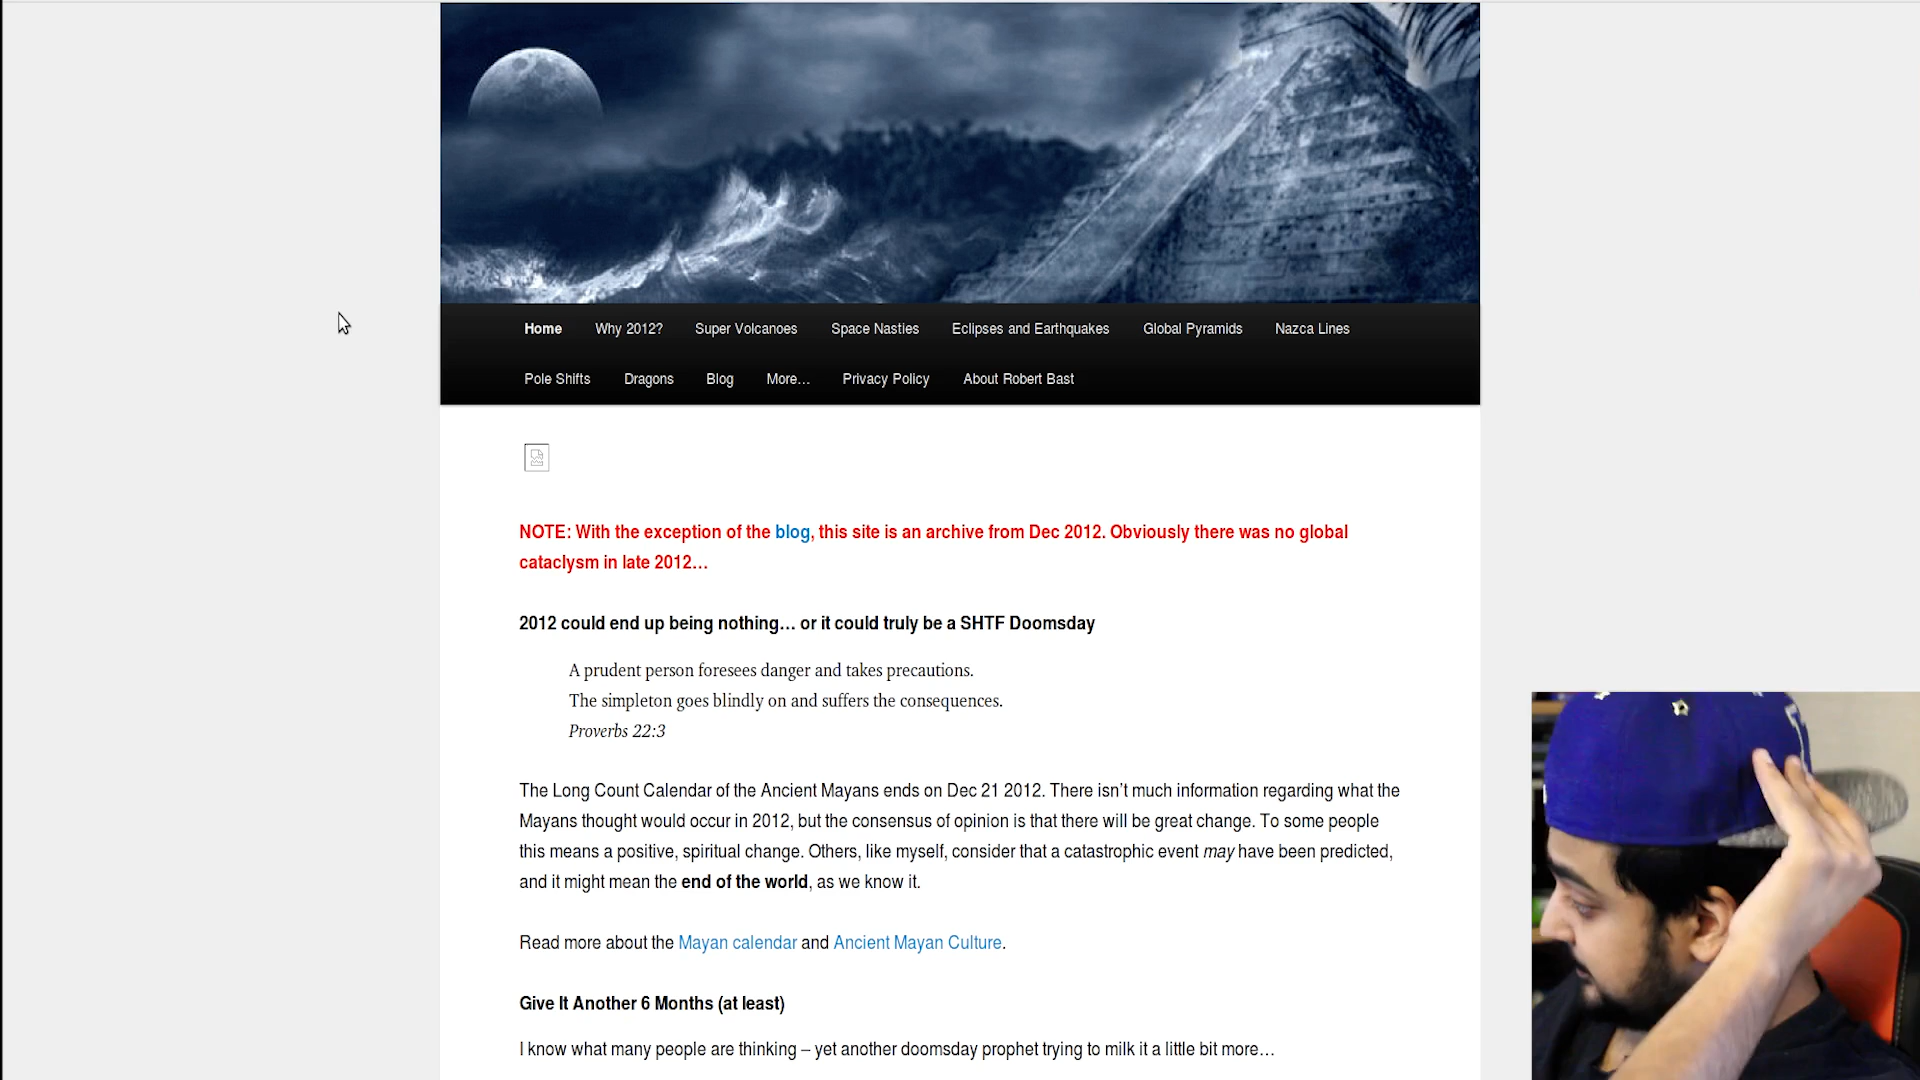 Home Why 2012? Super Volcanoes Space Nasties Eclipses and Earthquakes Global Pyramids Nazca Lines
Pole Shifts Dragons Blog More... Privacy Policy About Robert Bast
NOTE: With the exception of the blog, this site is an archive from Dec 2012. Obviously there was no global
cataclysm in late 2012…
2012 could end up being nothing… or it could truly be a SHTF Doomsday
A prudent person foresees danger and takes precautions.
The simpleton goes blindly on and suffers the consequences.
Proverbs 22:3
The Long Count Calendar of the Ancient Mayans ends on Dec 21 2012. There isn’t much information regarding what the
Mayans thought would occur in 2012, but the consensus of opinion is that there will be great change. To some people
this means a positive, spiritual change. Others, like myself, consider that a catastrophic event may have been predicted,
and it might mean the end of the world, as we know it.
Read more about the Mayan calendar and Ancient Mayan Culture.
Give It Another 6 Months (at least)
I know what many people are thinking – yet another doomsday prophet trying to milk it a little bit more…